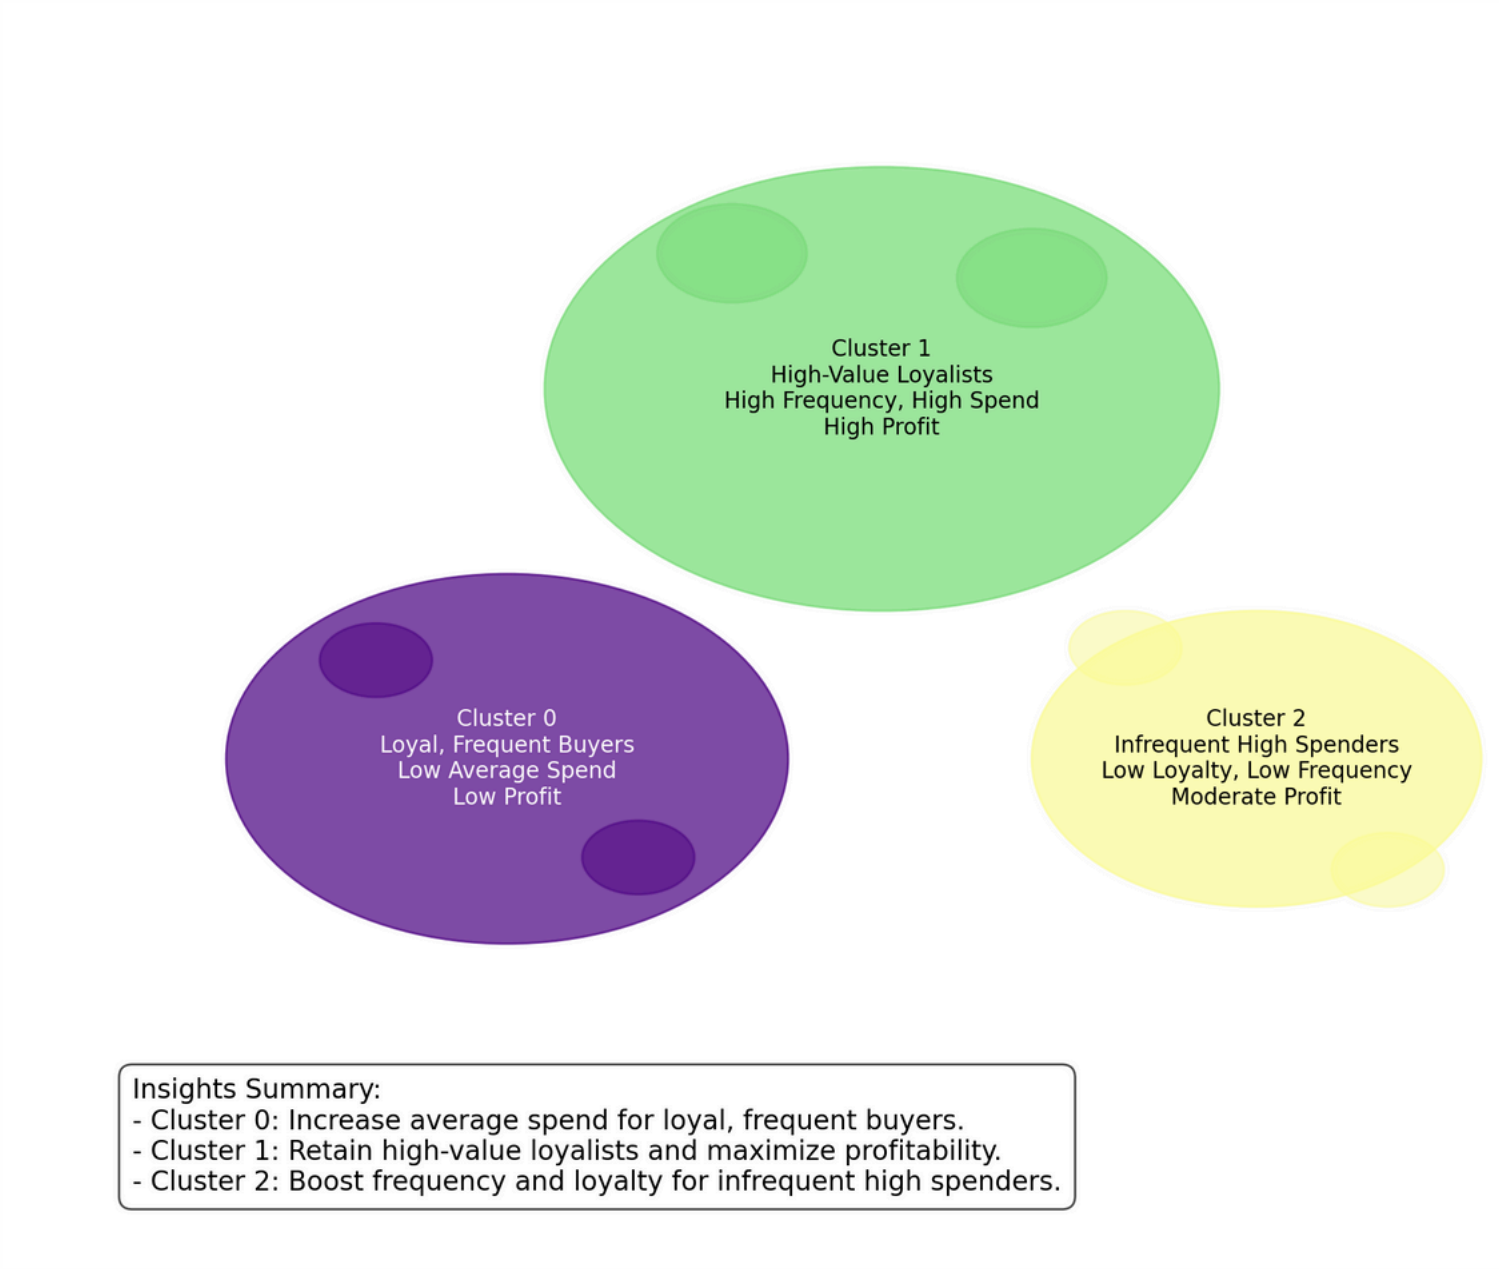 Cluster 1
High-Value Loyalists
High Frequency, High Spend
High Profit
Cluster 0
Loyal, Frequent Buyers
Low Average Spend
Low Profit
Cluster 2
Infrequent High Spenders
Low Loyalty, Low Frequency
Moderate Profit
Insights Summary:
- Cluster 0: Increase average spend for loyal, frequent buyers.
- Cluster 1: Retain high-value loyalists and maximize profitability.
- Cluster 2: Boost frequency and loyalty for infrequent high spenders.